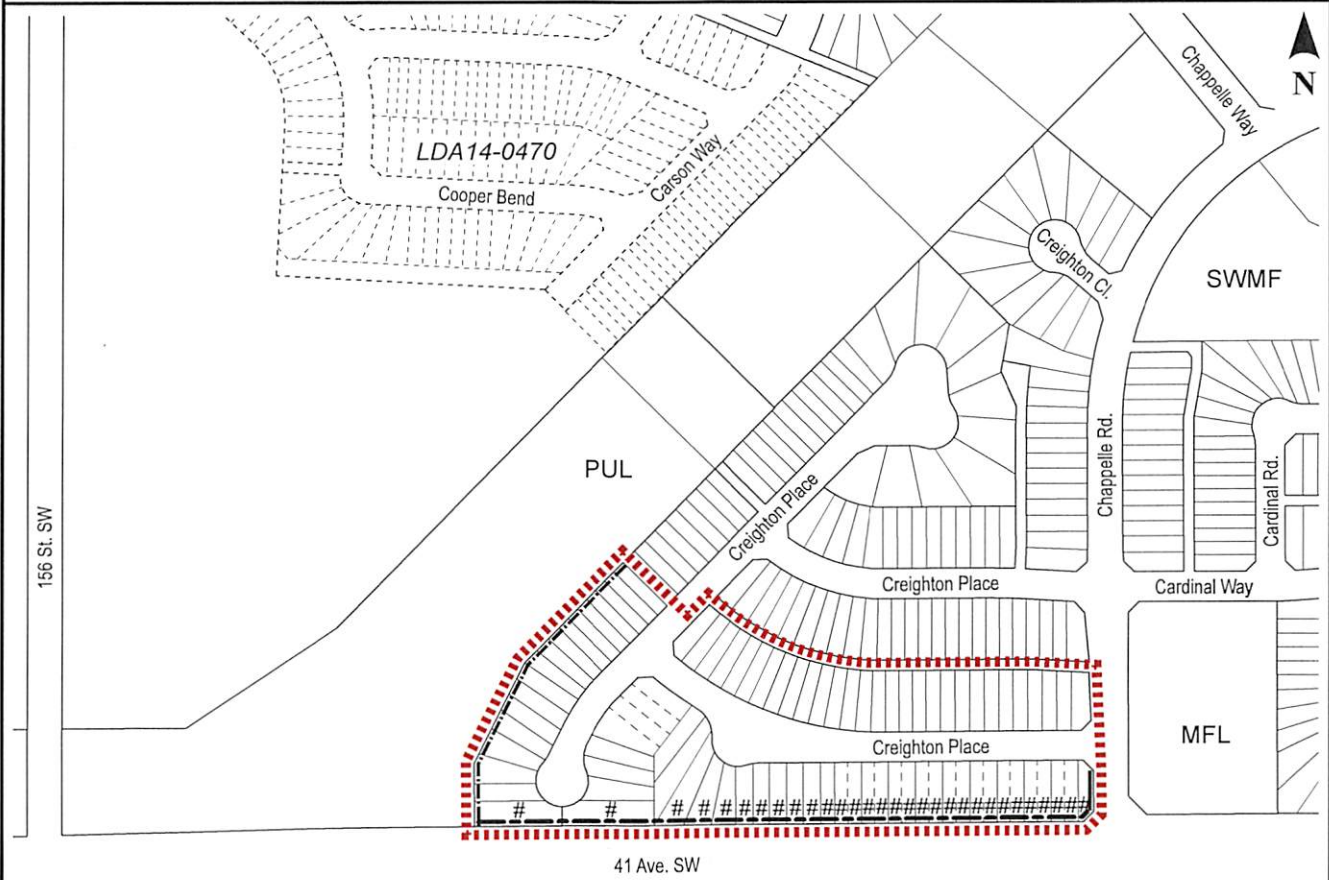 Chappelle Way
N
LDA14-0470
Carson Way
Cooper Bend
Creighton Cl.
SWMF
PUL
Chappelle Rd.
Cardinal Rd.
156 St. SW
Creighton Place
Creighton Place
Cardinal Way
MFL
Creighton Place
# # # # # # # # # # # # # # # # # # # # # # # # #
41 Ave. SW